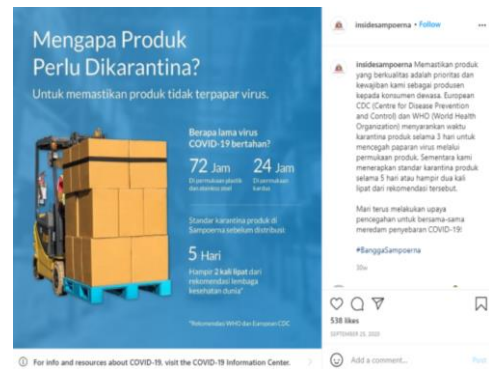 Mengapa Produk
Perlu Dikarantina?
Untuk memastikan produk tidak terpapar virus.
Berapa lama virus
COVID-19 bertahan?
72 Jam
Di permukaan plastik
dan stainless steel
24 Jam
Di permukaan
kardus
Standar karantina produk di
Sampoerna sebelum distribusi:
5 Hari
Hampir 2 kali lipat dari
rekomendasi lembaga
kesehatan dunia*
*Rekomendasi WHO dan European CDC
For info and resources about COVID-19, visit the COVID-19 Information Center.
insidesampoerna • Follow
insidesampoerna Memastikan produk
yang berkualitas adalah prioritas dan
kewajiban kami sebagai produsen
kepada konsumen dewasa. European
CDC (Centre for Disease Prevention
and Control) dan WHO (World Health
Organization) menyarankan waktu
karantina produk selama 3 hari untuk
mencegah paparan virus melalui
permukaan produk. Sementara kami
menerapkan standar karantina produk
selama 5 hari atau hampir dua kali
lipat dari rekomendasi tersebut.
Mari terus melakukan upaya
pencegahan untuk bersama-sama
meredam penyebaran COVID-19!
#BanggaSampoerna
30w
538 likes
SEPTEMBER 25, 2020
Add a comment...
Post